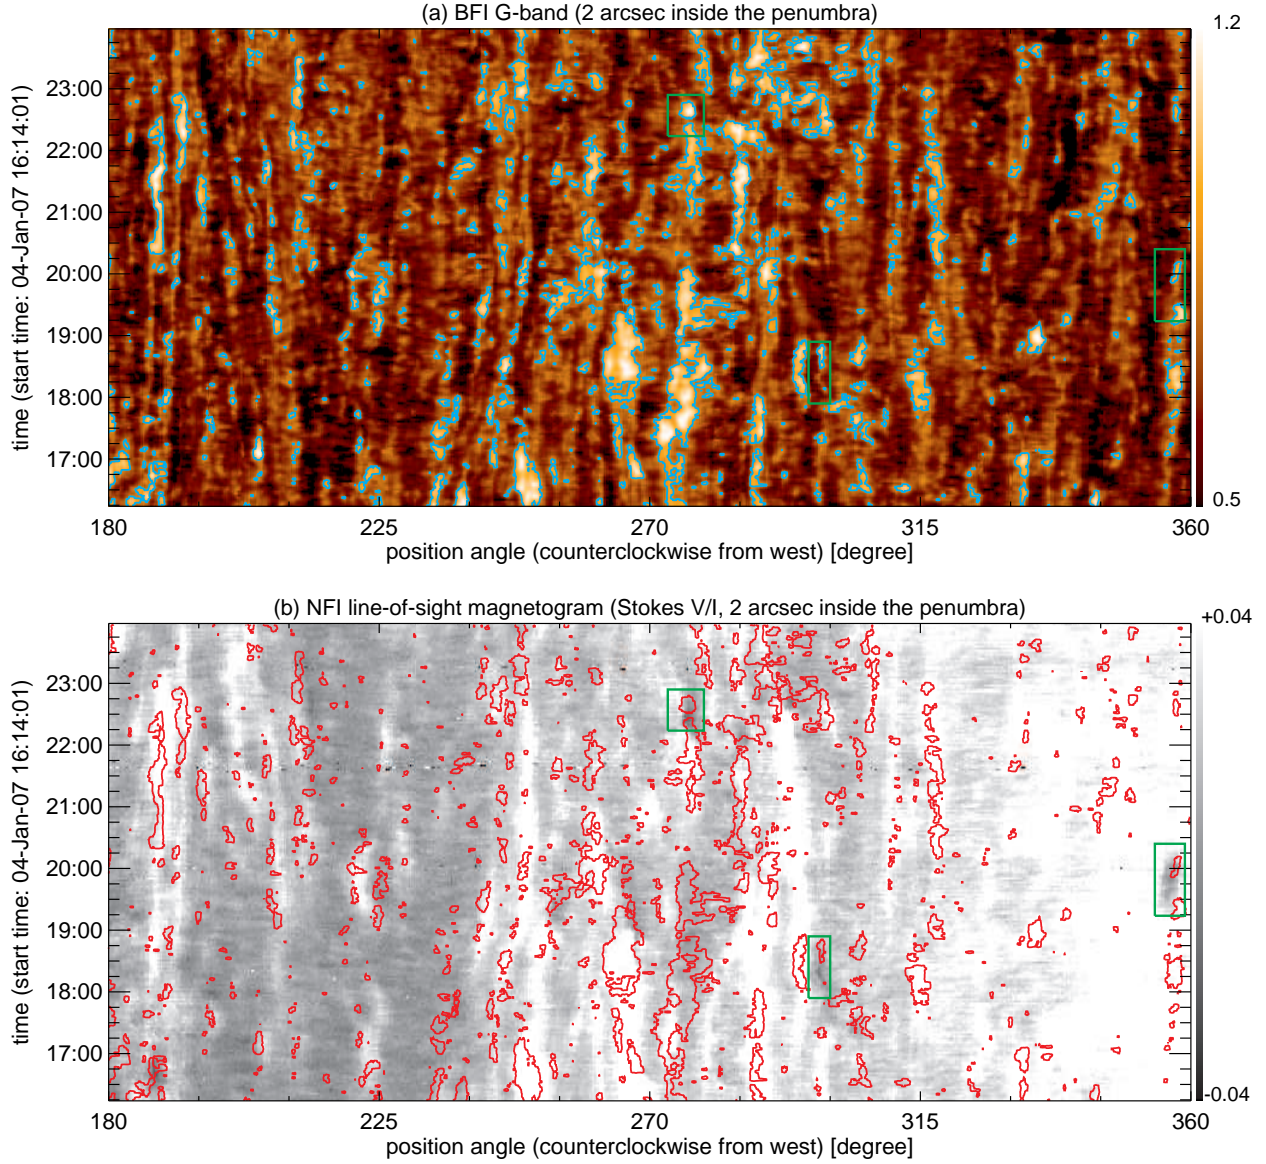 (a) BFI G-band (2 arcsec inside the penumbra)
1.2
23:00
22:00
21:00
20:00
19:00
18:00
17:00
time (start time: 04-Jan-07 16:14:01)
0.5
180 225 270 315 360
position angle (counterclockwise from west) [degree]
(b) NFI line-of-sight magnetogram (Stokes V/I, 2 arcsec inside the penumbra)
+0.04
23:00
22:00
21:00
20:00
19:00
18:00
17:00
time (start time: 04-Jan-07 16:14:01)
-0.04
180 225 270 315 360
position angle (counterclockwise from west) [degree]